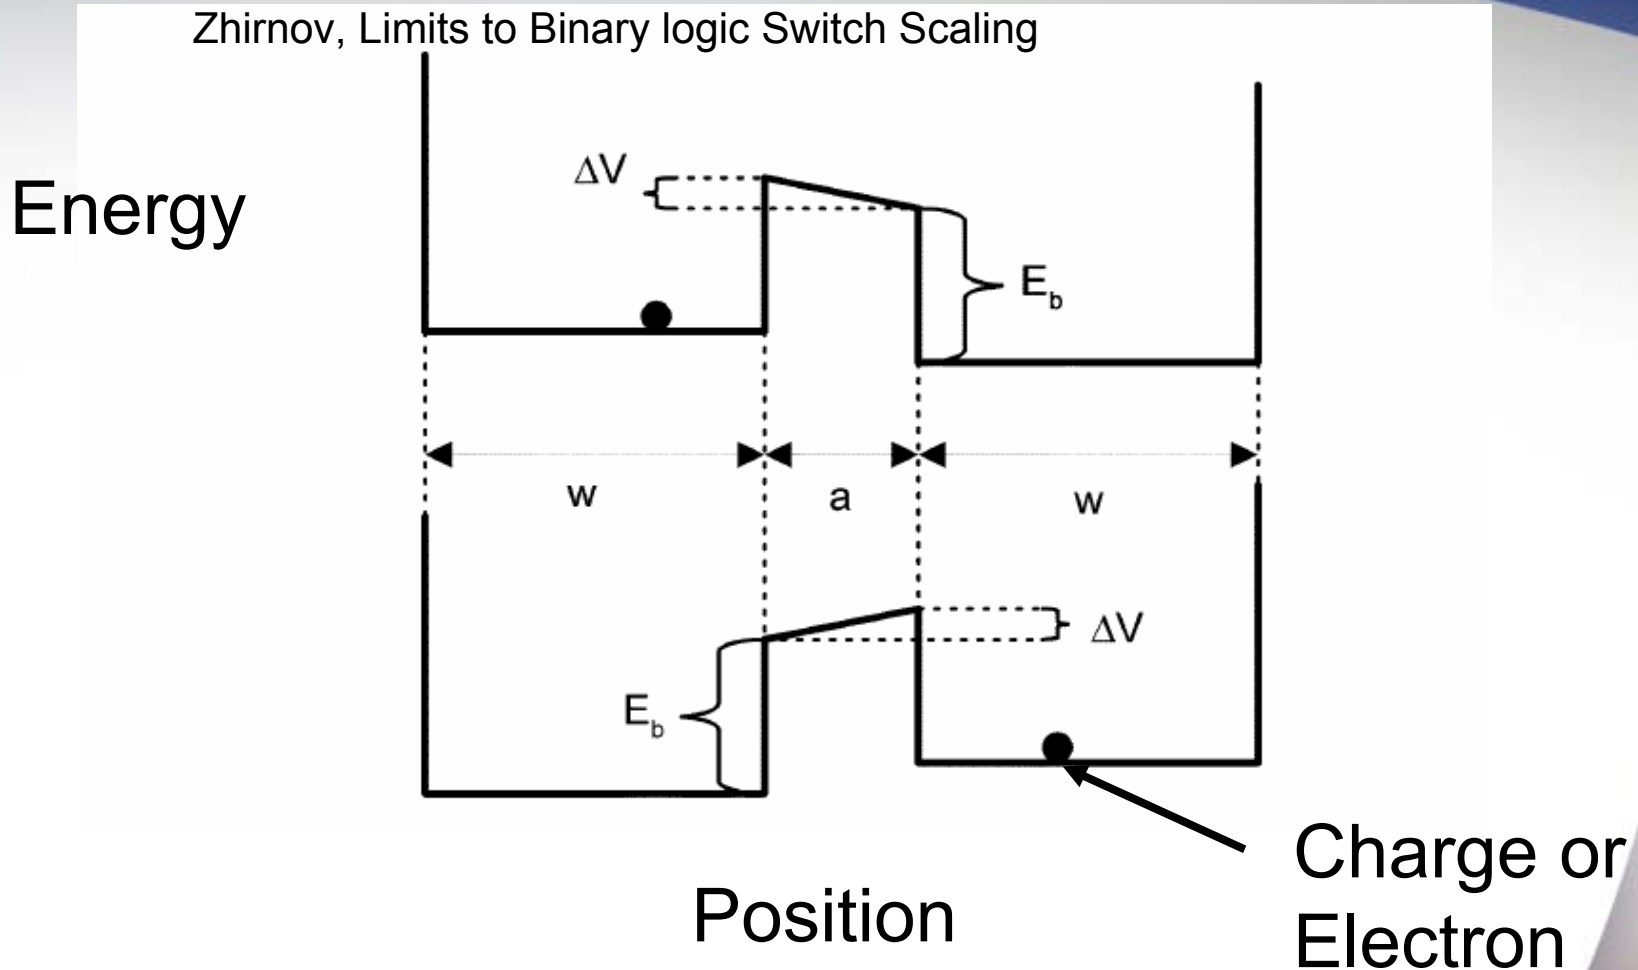 Zhirnov, Limits to Binary logic Switch Scaling
ΔV
Energy
E_b
w
a
w
ΔV
E_b
Charge or
Electron
Position